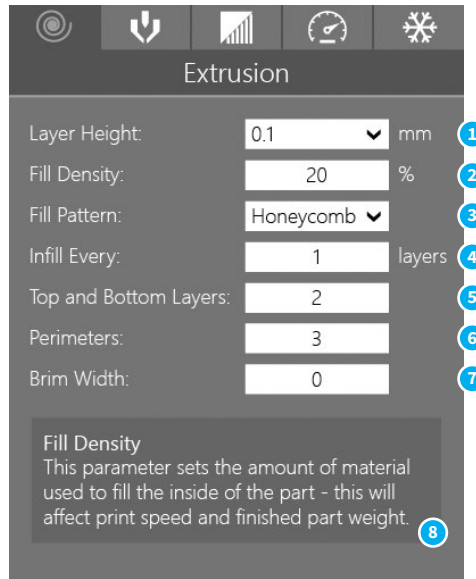 Extrusion
Layer Height: 0.1 mm 1
Fill Density: 20 % 2
Fill Pattern: Honeycomb 3
Infill Every: 1 layers 4
Top and Bottom Layers: 2 5
Perimeters: 3 6
Brim Width: 0 7
Fill Density
This parameter sets the amount of material
used to fill the inside of the part - this will
affect print speed and finished part weight.
8